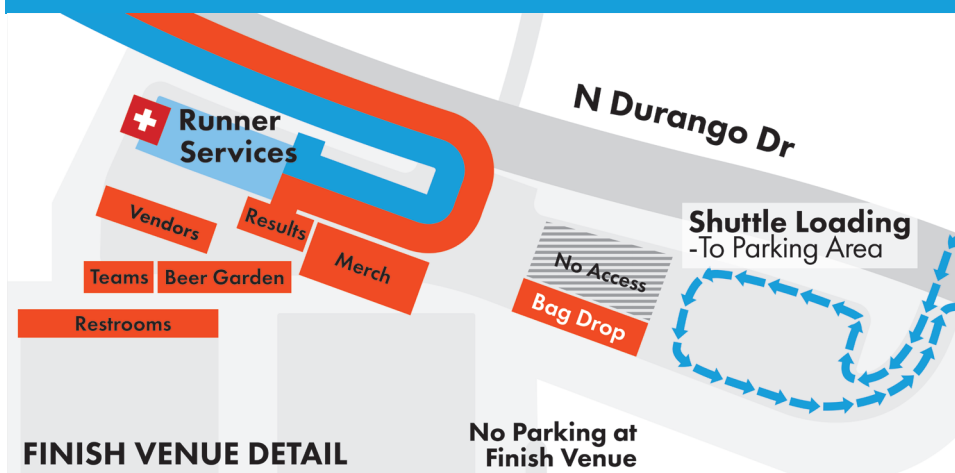 N Durango Dr
Runner
Services
Vendors
Results
Merch
Teams
Beer Garden
Restrooms
No Access
Bag Drop
Shuttle Loading
-To Parking Area
FINISH VENUE DETAIL
No Parking at
Finish Venue